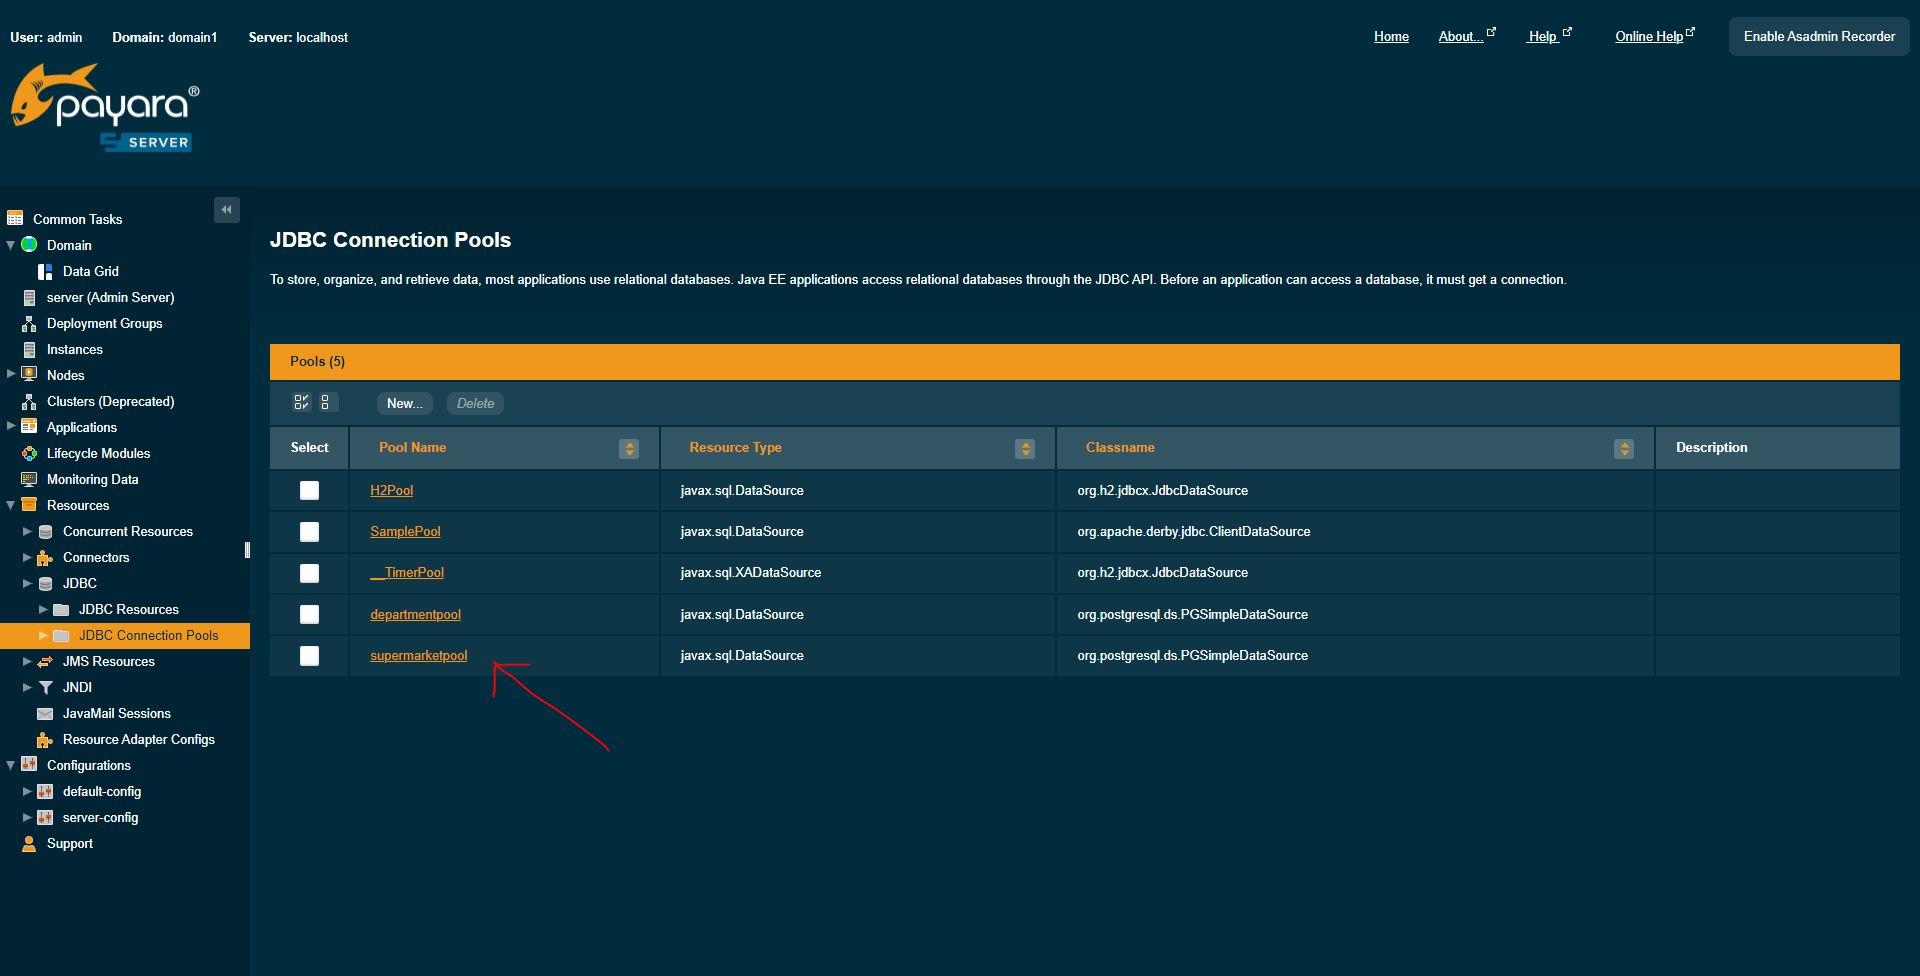 User: admin Domain: domain1 Server: localhost
Home About... Help Online Help Enable Asadmin Recorder
payara®
SERVER
Common Tasks
Domain
Data Grid
server (Admin Server)
Deployment Groups
Instances
Nodes
Clusters (Deprecated)
Applications
Lifecycle Modules
Monitoring Data
Resources
Concurrent Resources
Connectors
JDBC
JDBC Resources
JDBC Connection Pools
JMS Resources
JNDI
JavaMail Sessions
Resource Adapter Configs
Configurations
default-config
server-config
Support
JDBC Connection Pools
To store, organize, and retrieve data, most applications use relational databases. Java EE applications access relational databases through the JDBC API. Before an application can access a database, it must get a connection.
Pools (5)
New... Delete
Select Pool Name Resource Type Classname Description
H2Pool javax.sql.DataSource org.h2.jdbcx.JdbcDataSource
SamplePool javax.sql.DataSource org.apache.derby.jdbc.ClientDataSource
__TimerPool javax.sql.XADataSource org.h2.jdbcx.JdbcDataSource
departmentpool javax.sql.DataSource org.postgresql.ds.PGSimpleDataSource
supermarketpool javax.sql.DataSource org.postgresql.ds.PGSimpleDataSource